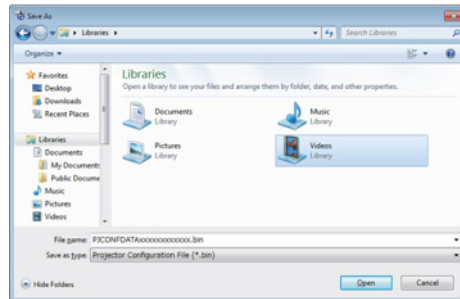 Save As
Libraries
Search Libraries
Organize
Favorites
Desktop
Downloads
Recent Places
Libraries
Documents
My Documents
Public Docume
Music
Pictures
Videos
Libraries
Open a library to see your files and arrange them by folder, date, and other properties.
Documents
Library
Music
Library
Pictures
Library
Videos
Library
File name: PJCONFDATAxxxxxxxxxxxx.bin
Save as type: Projector Configuration File (*.bin)
Hide Folders
Open
Cancel